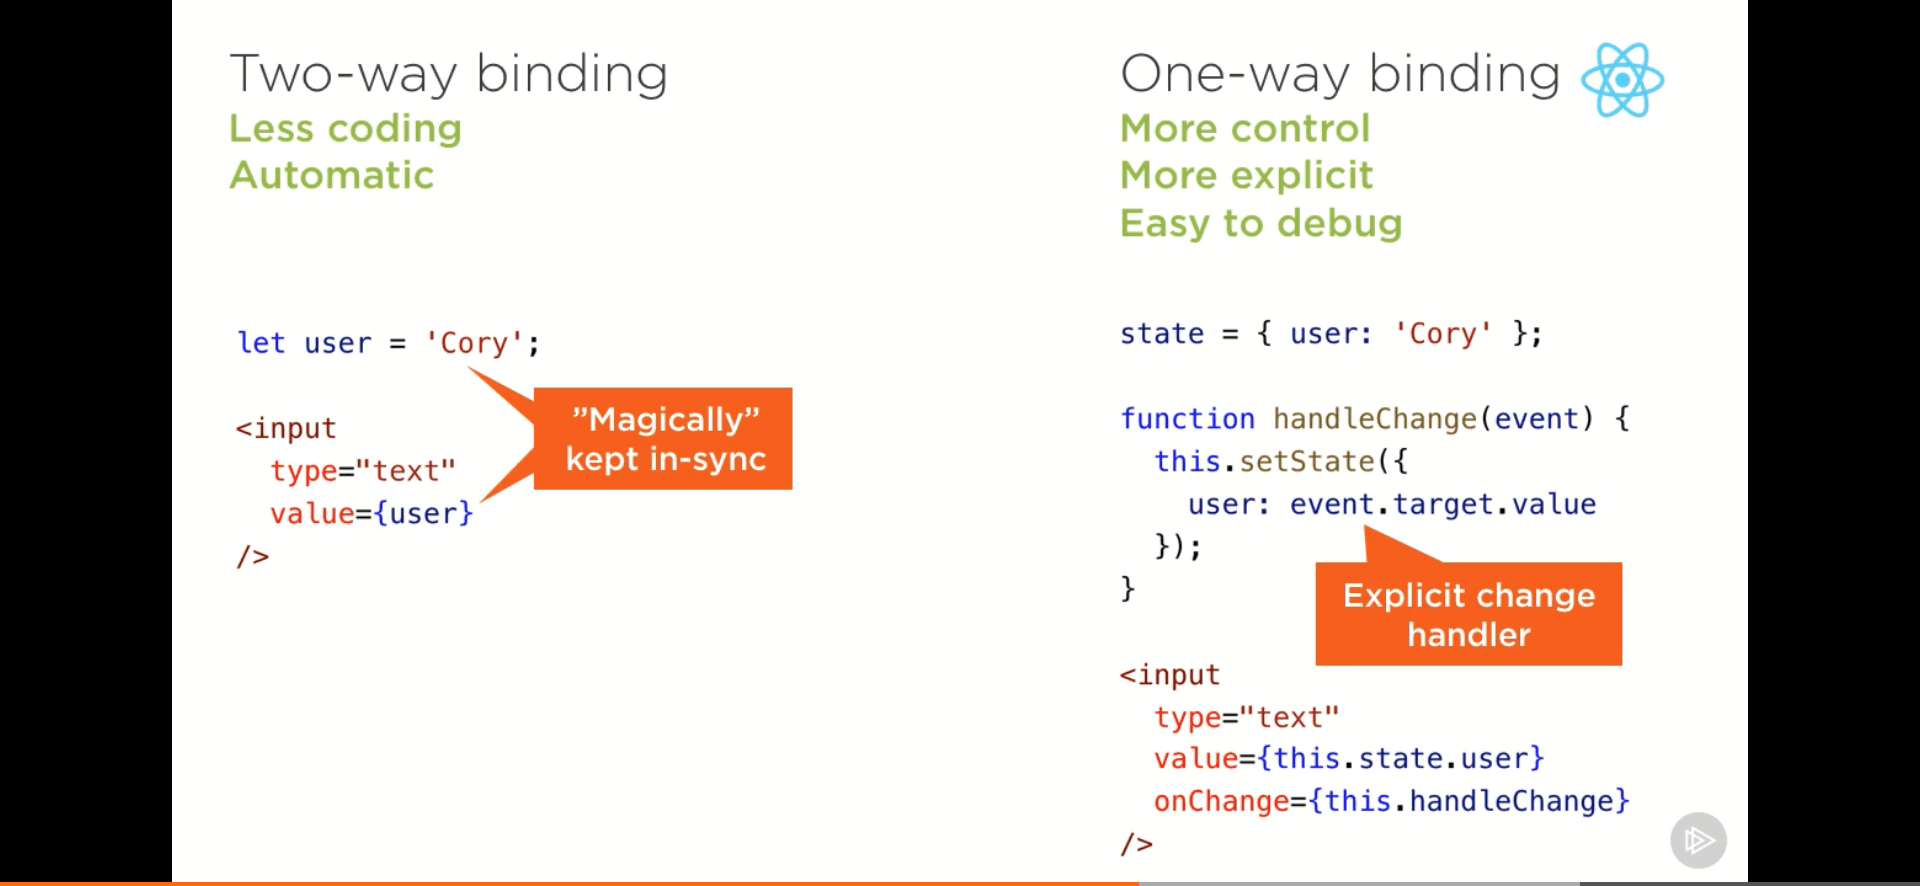 Two-way binding
Less coding
Automatic
let user = 'Cory';
<input
type="text"
value={user}
/>
”Magically”
kept in-sync
One-way binding
More control
More explicit
Easy to debug
state = { user: 'Cory' };
function handleChange(event) {
this.setState({
user: event.target.value
});
}
Explicit change
handler
<input
type="text"
value={this.state.user}
onChange={this.handleChange}
/>